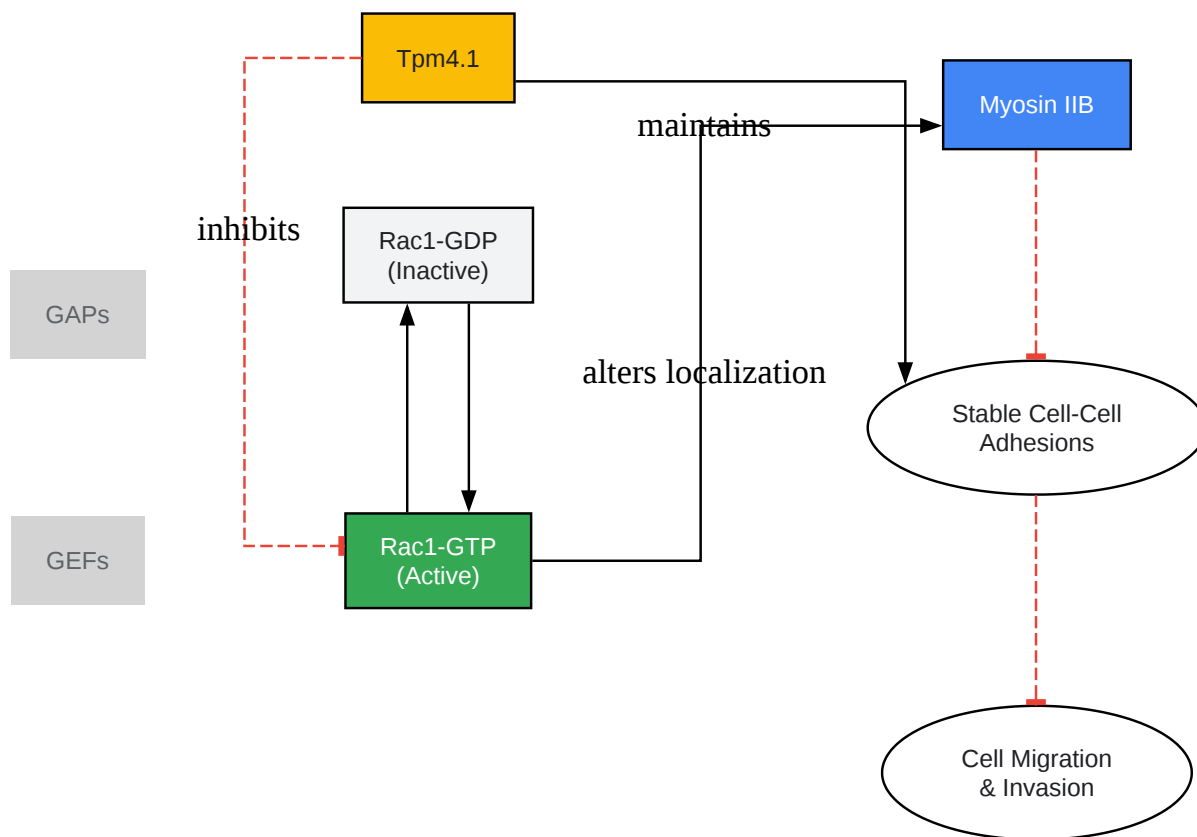 Tpm4.1
Myosin IIB
maintains
inhibits
Rac1-GDP
(Inactive)
GAPs
alters localization
Stable Cell-Cell
Adhesions
GEFs
Rac1-GTP
(Active)
Cell Migration
& Invasion